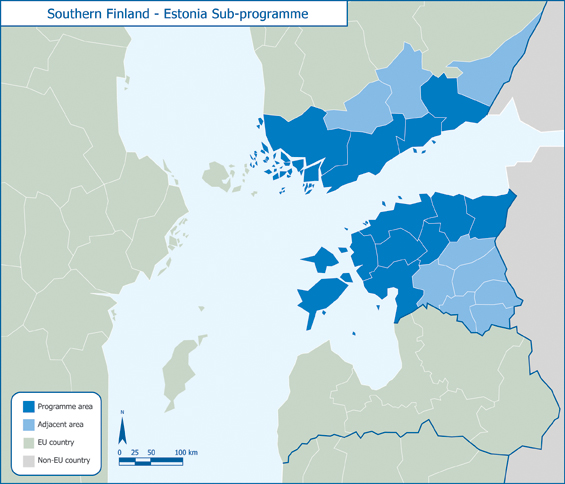 Southern Finland - Estonia Sub-programme
Programme area
Adjacent area
EU country
Non-EU country
N
0 25 50 100 km